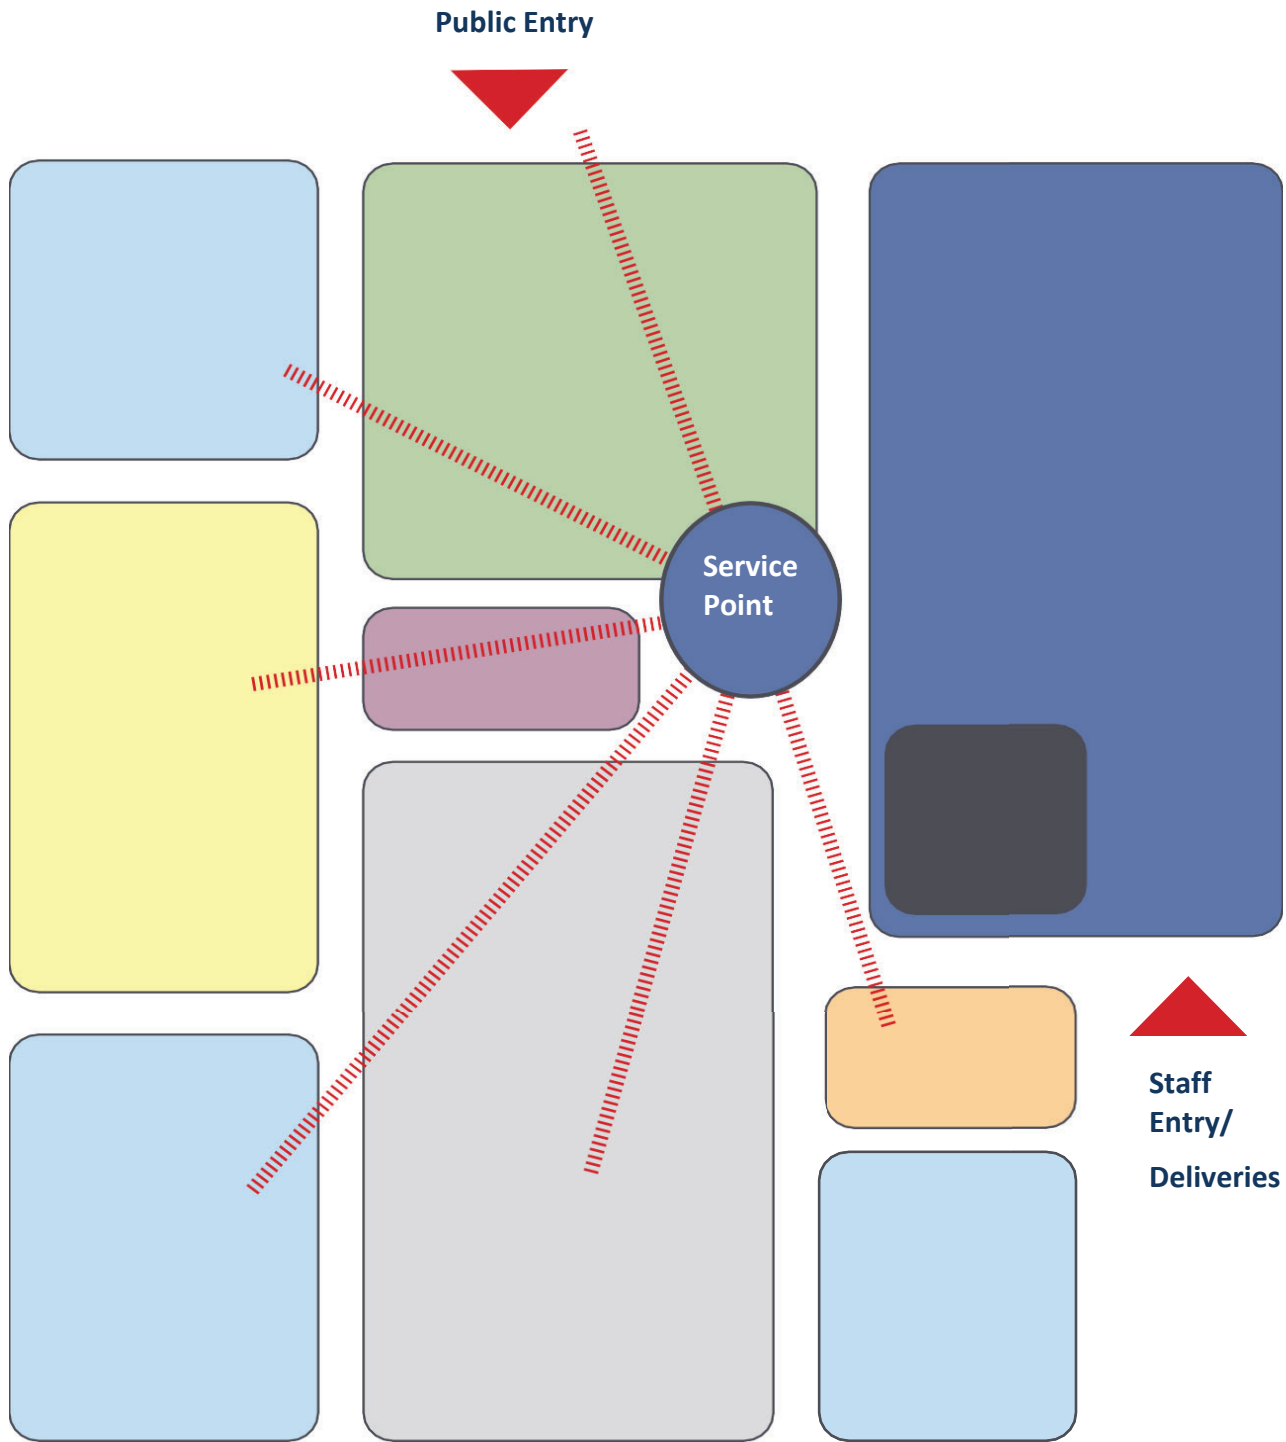 Public Entry
Service
Point
Staff
Entry/
Deliveries